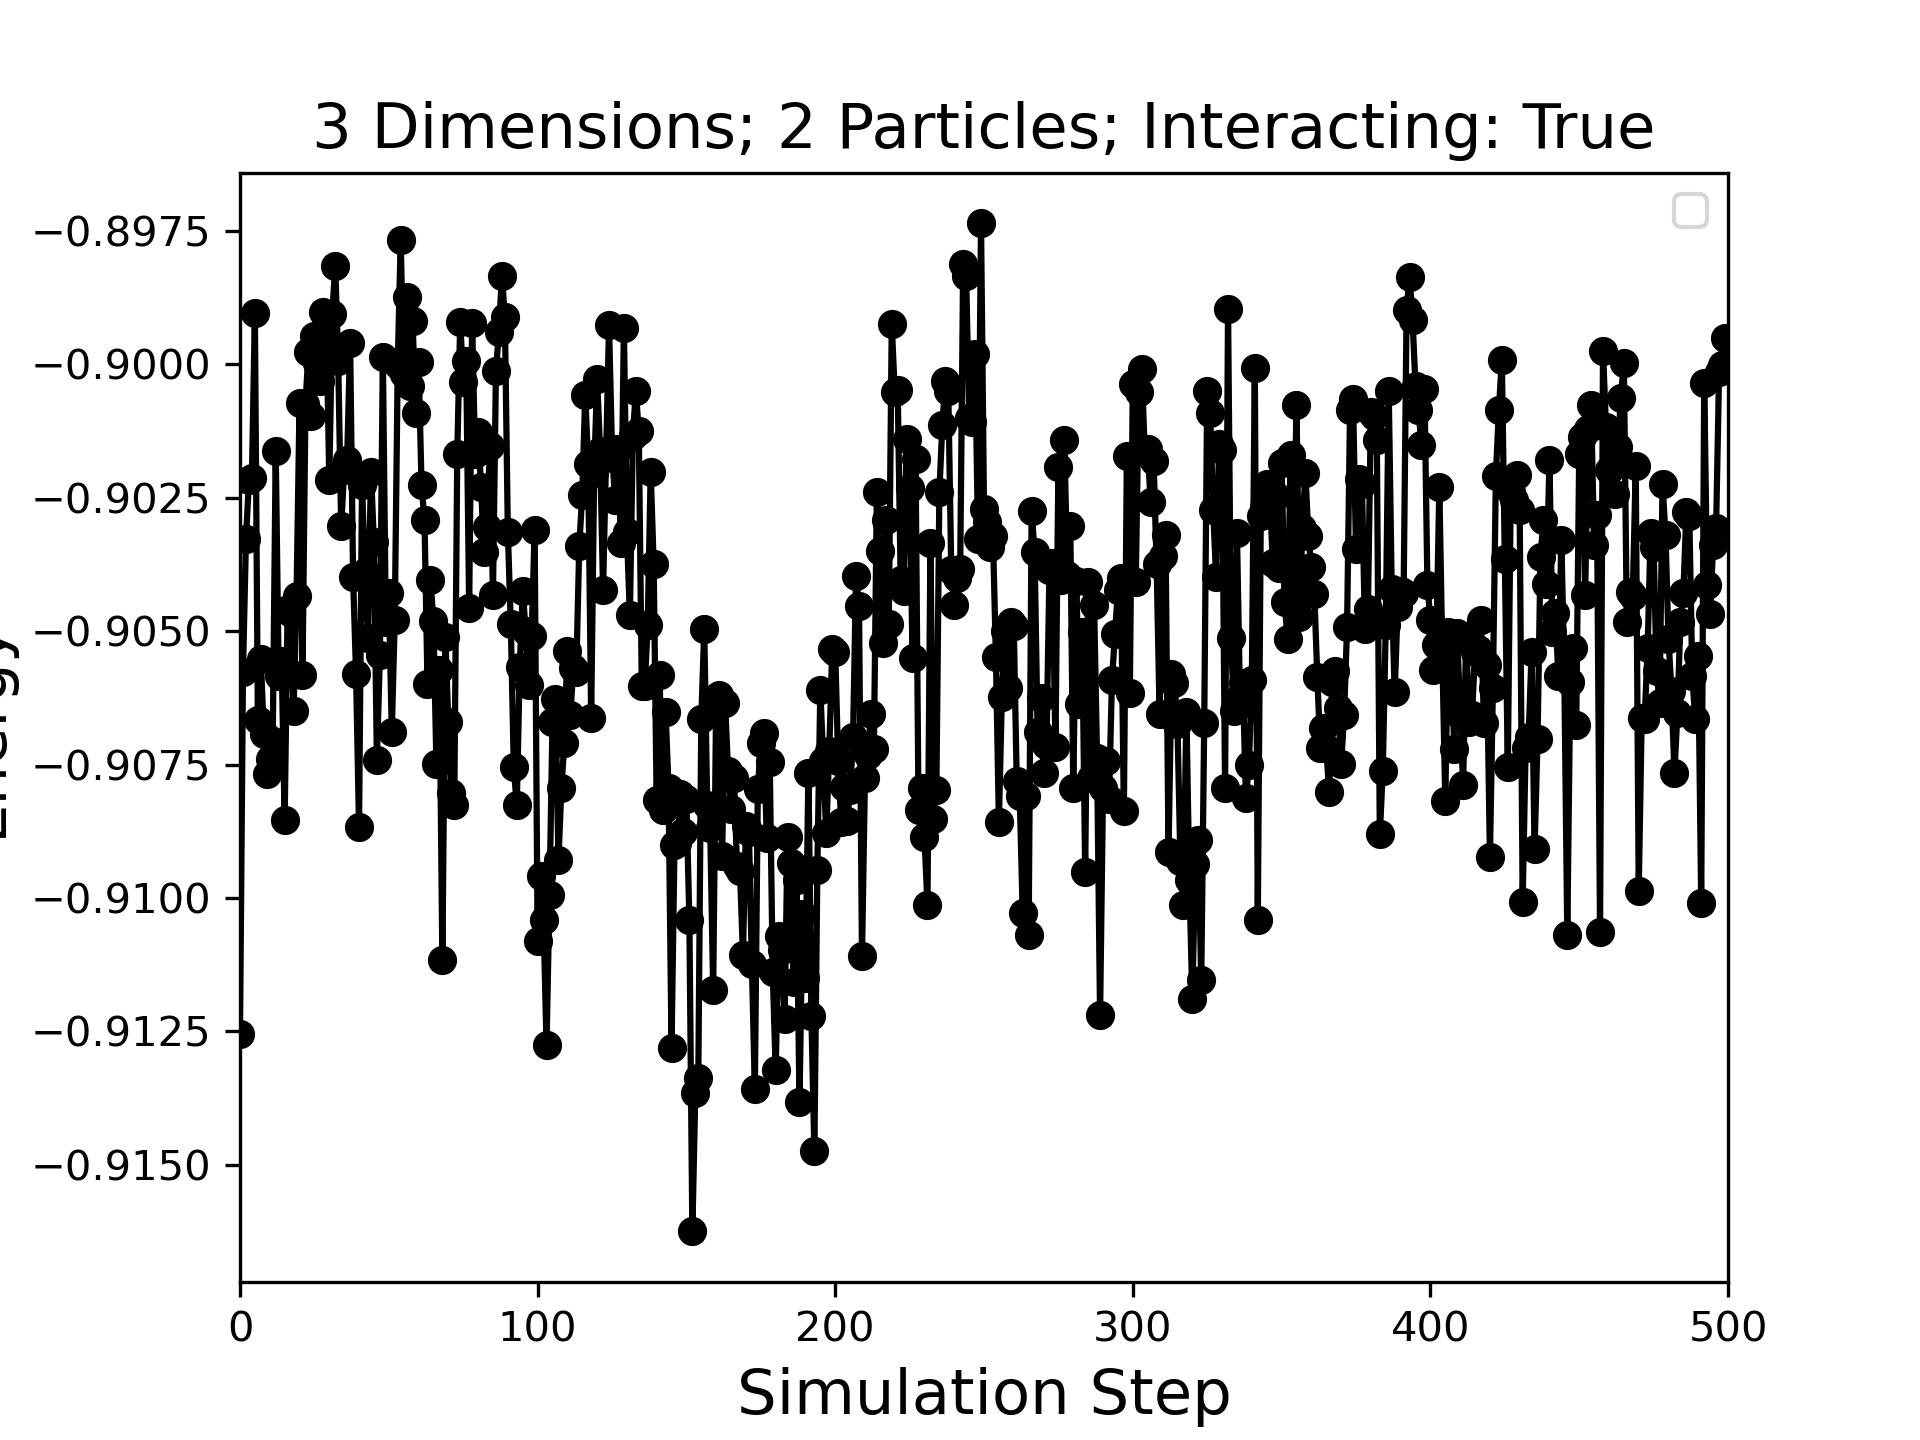 3 Dimensions; 2 Particles; Interacting: True
−0.8975
−0.9000
−0.9025
−0.9050
−0.9075
−0.9100
−0.9125
−0.9150
Energy
0 100 200 300 400 500
Simulation Step